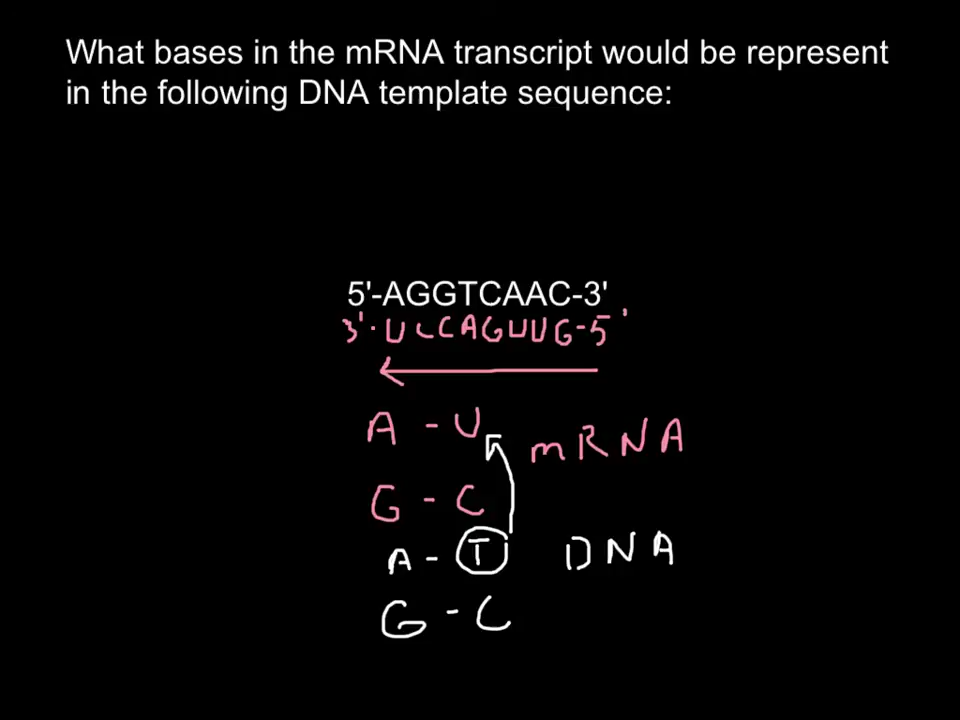 What bases in the mRNA transcript would be represent
in the following DNA template sequence:
5'-AGGTCAAC-3'
3'-UCCAGUUG-5'
A - U mRNA
G - C
A - T DNA
G - C